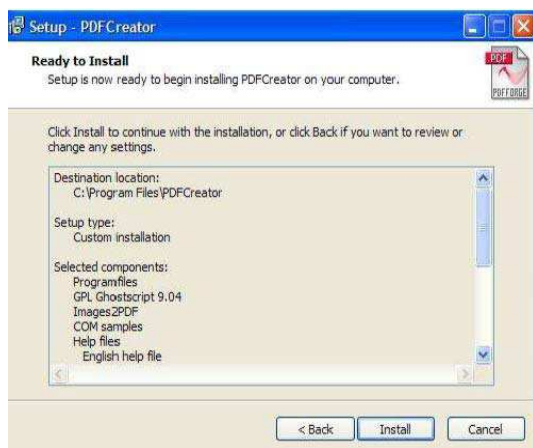 Setup - PDFCreator
Ready to Install
Setup is now ready to begin installing PDFCreator on your computer.
PDF
PDFFORGE
Click Install to continue with the installation, or click Back if you want to review or
change any settings.
Destination location:
C:\Program Files\PDFCreator
Setup type:
Custom installation
Selected components:
Programfiles
GPL Ghostscript 9.04
Images2PDF
COM samples
Help files
English help file
< Back
Install
Cancel